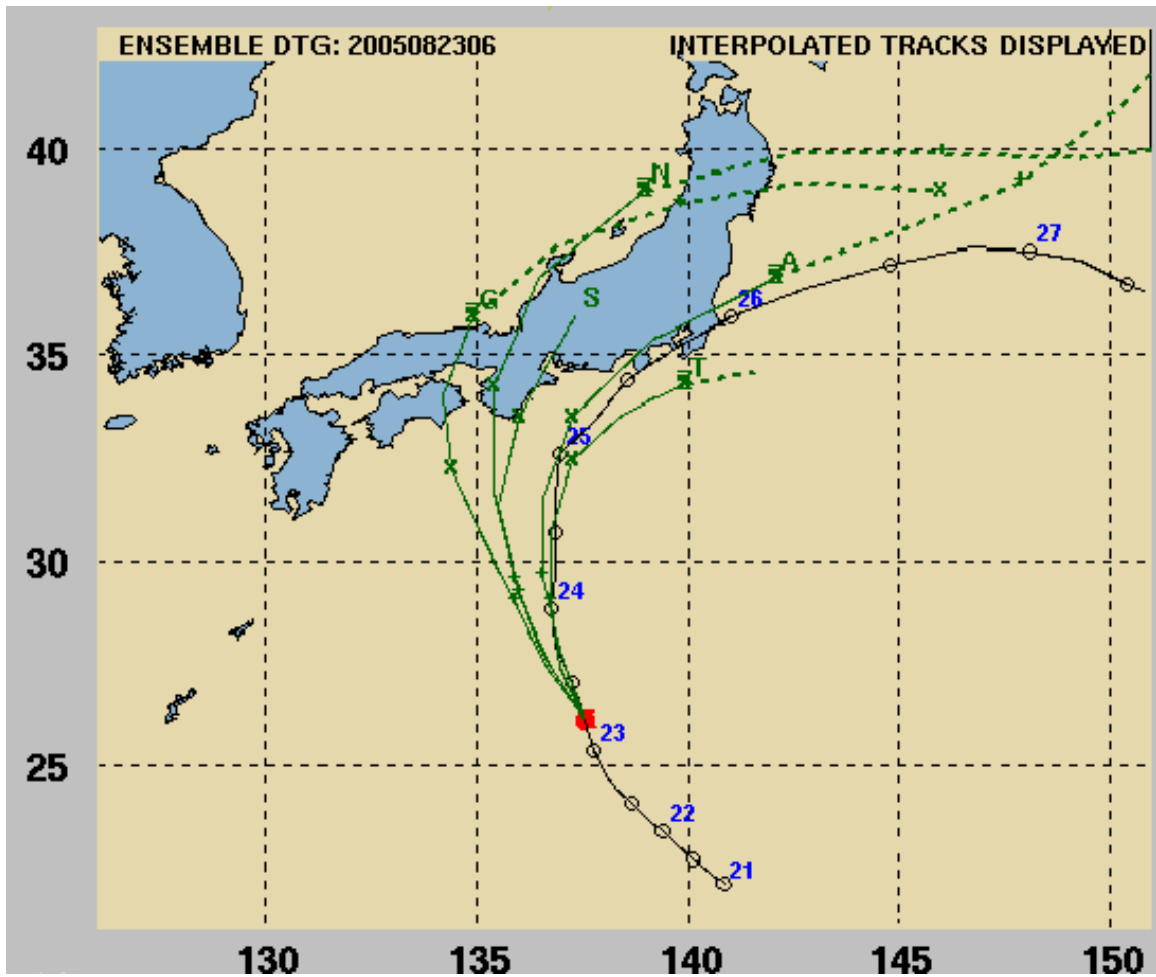 ENSEMBLE DTG: 2005082306 INTERPOLATED TRACKS DISPLAYED
40
N
27
A
G
S
26
35
T
25
30
24
23
25
22
21
130 135 140 145 150